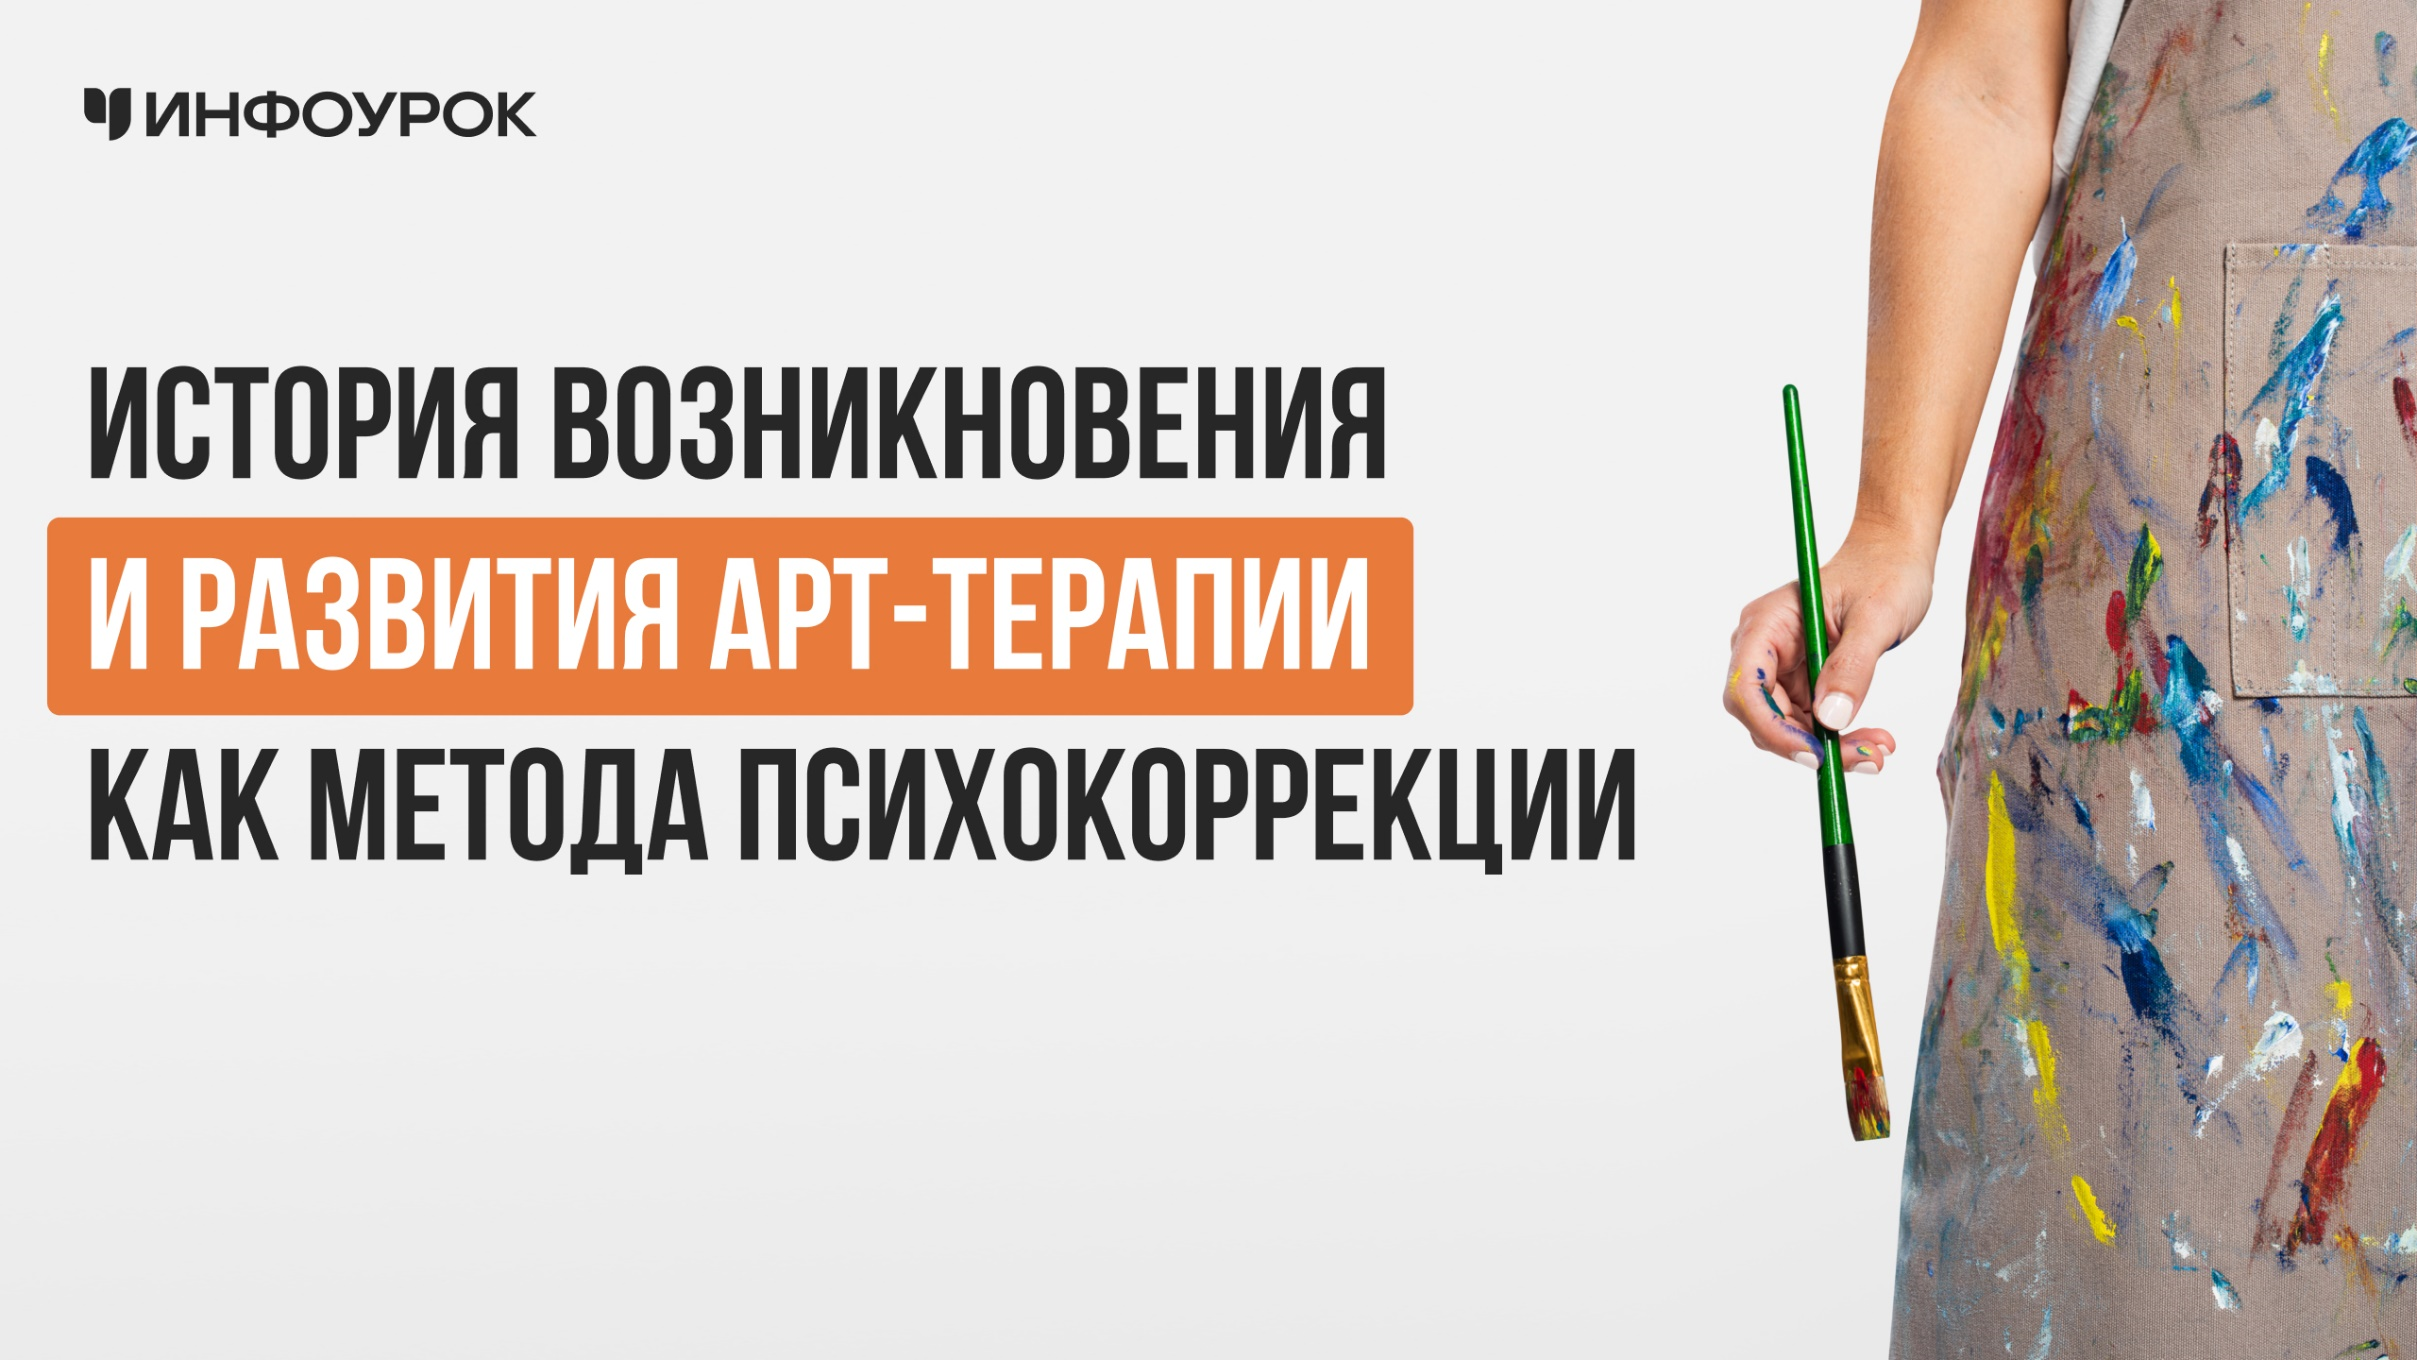 ИНФОУРОК
ИСТОРИЯ ВОЗНИКНОВЕНИЯ
И РАЗВИТИЯ АРТ-ТЕРАПИИ
КАК МЕТОДА ПСИХОКОРРЕКЦИИ